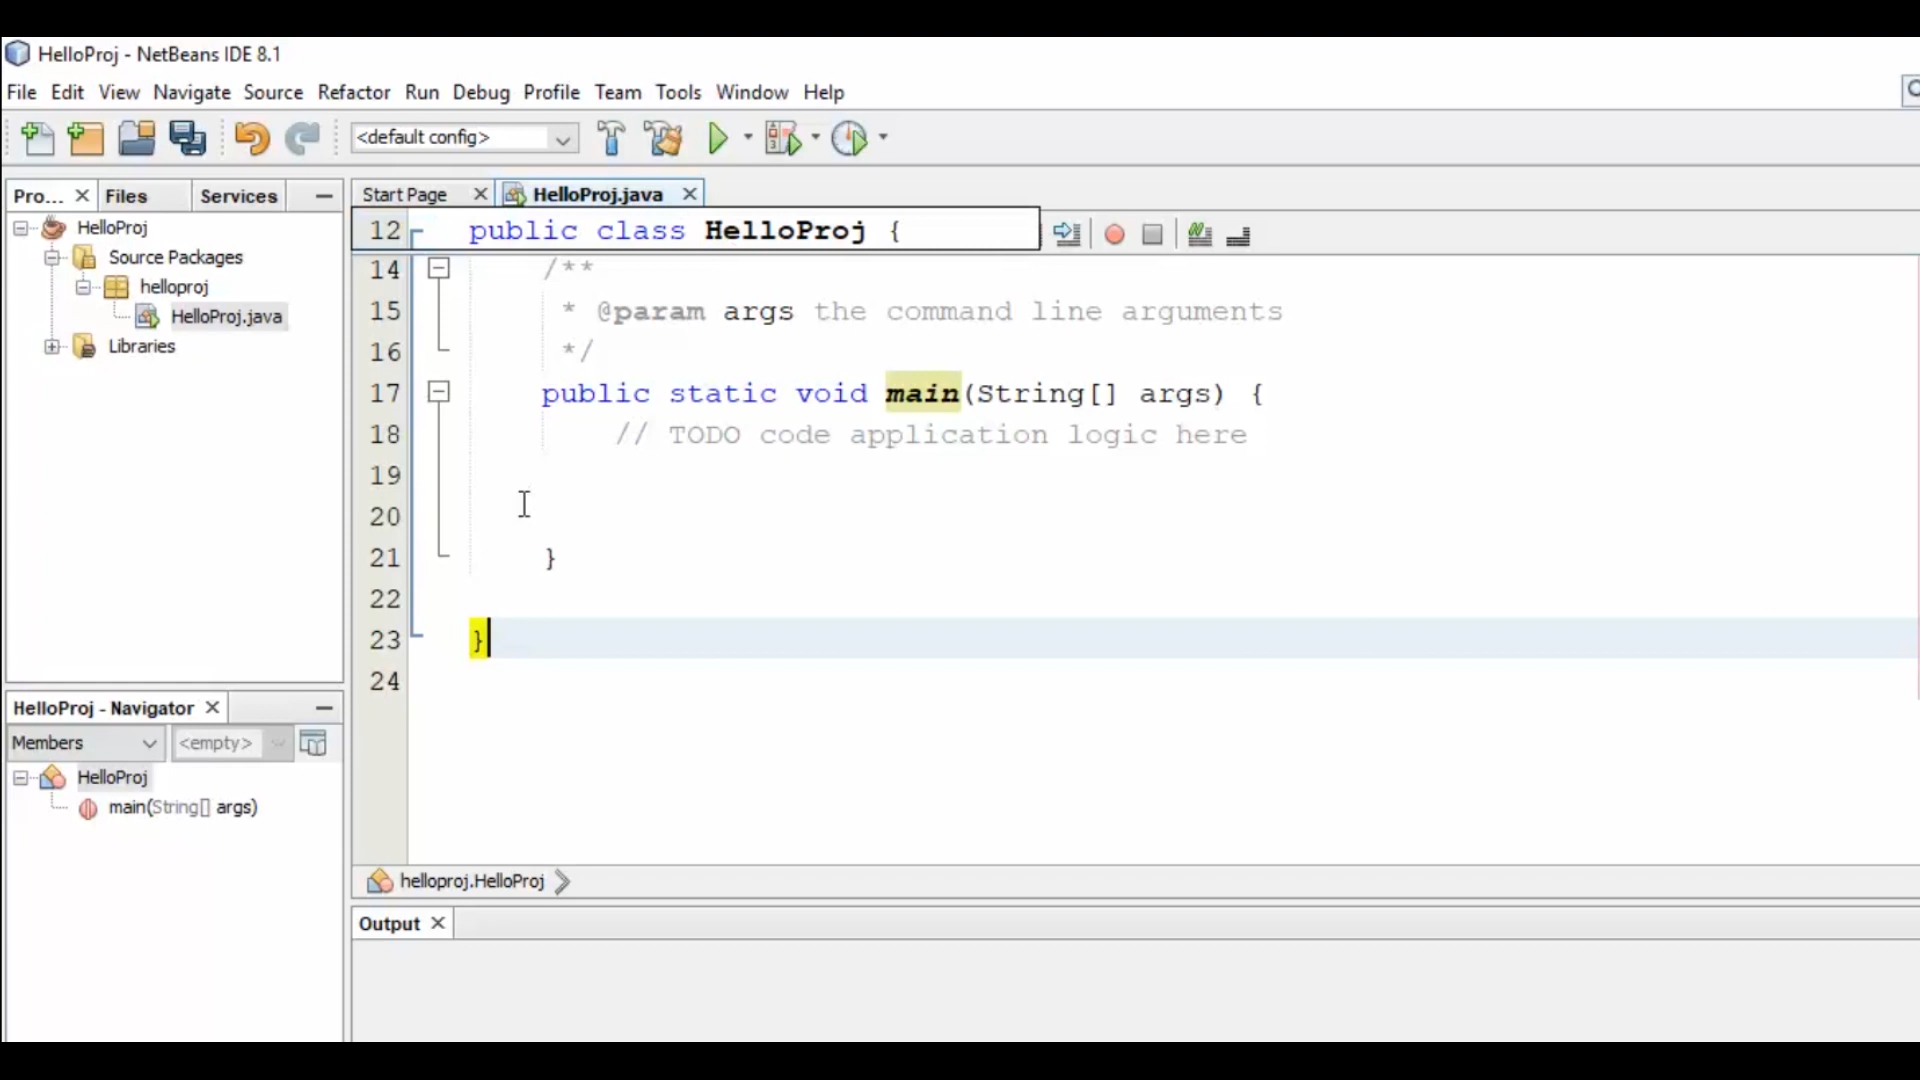 HelloProj - NetBeans IDE 8.1
File Edit View Navigate Source Refactor Run Debug Profile Team Tools Window Help
<default config>
Pro... Files Services
Start Page HelloProj.java
HelloProj
Source Packages
helloproj
HelloProj.java
Libraries
12 public class HelloProj {
14 /**
15 * @param args the command line arguments
16 */
17 public static void main(String[] args) {
18 // TODO code application logic here
19
20
21 }
22
23 }
24
HelloProj - Navigator
Members <empty>
HelloProj
main(String[] args)
helloproj.HelloProj
Output